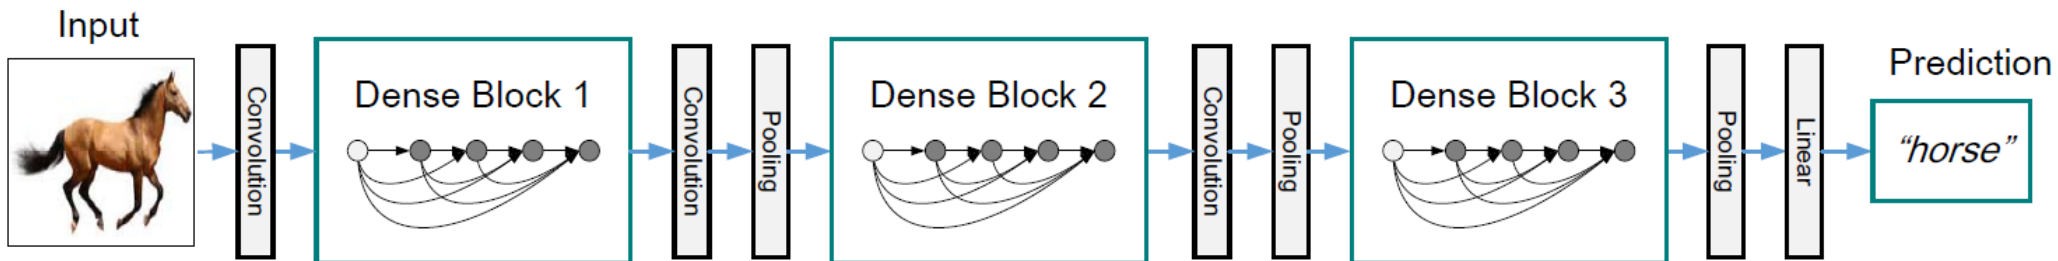 Input
Convolution
Dense Block 1
Convolution
Pooling
Dense Block 2
Convolution
Pooling
Dense Block 3
Pooling
Linear
Prediction
“horse”